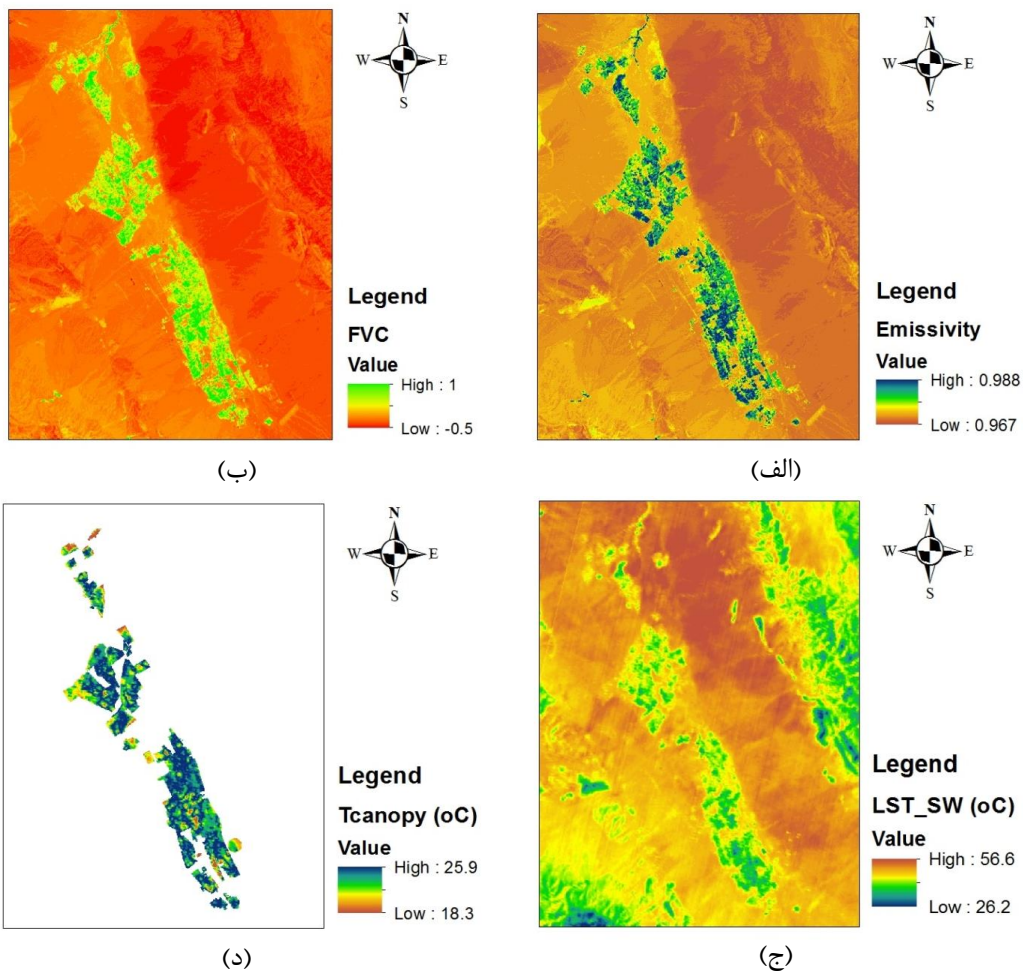 N
W E
S
Legend
FVC
Value
High : 1
Low : -0.5
(ب)
N
W E
S
Legend
Emissivity
Value
High : 0.988
Low : 0.967
(الف)
N
W E
S
Legend
Tcanopy (oC)
Value
High : 25.9
Low : 18.3
(د)
N
W E
S
Legend
LST_SW (oC)
Value
High : 56.6
Low : 26.2
(ج)